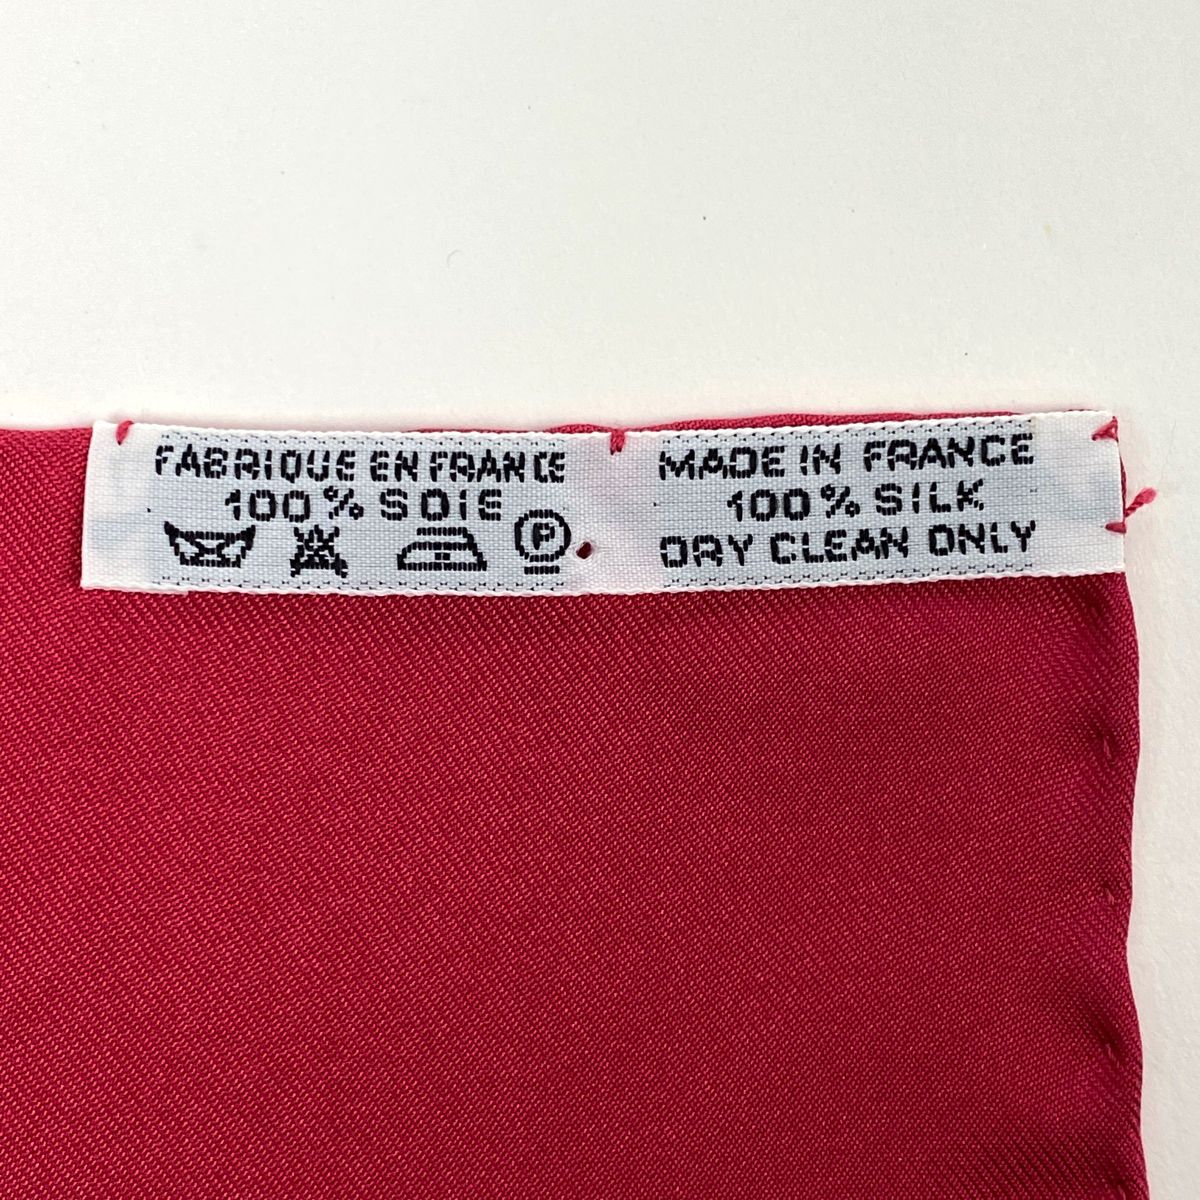 FABRIQUE EN FRANCE
100% SOIE
P
MADE IN FRANCE
100% SILK
DRY CLEAN ONLY